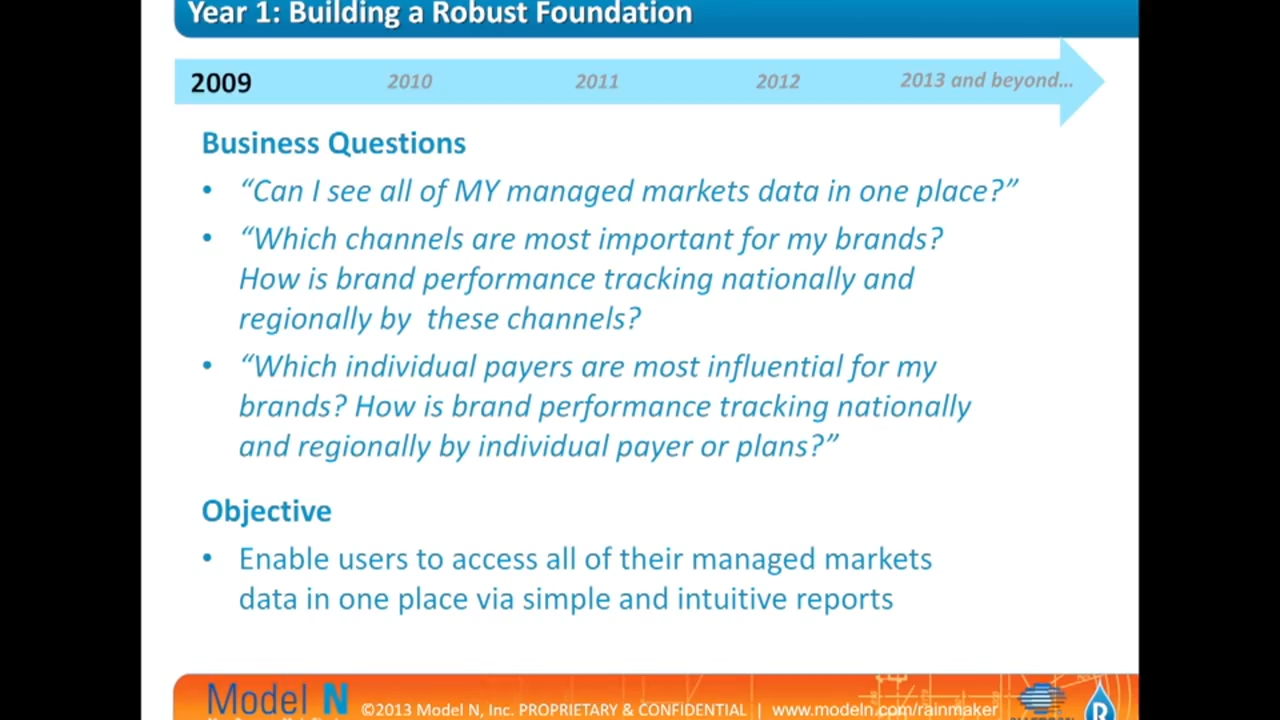 Year 1: Building a Robust Foundation
2009 2010 2011 2012 2013 and beyond...
Business Questions
• “Can I see all of MY managed markets data in one place?”
• “Which channels are most important for my brands?
How is brand performance tracking nationally and
regionally by these channels?
• “Which individual payers are most influential for my
brands? How is brand performance tracking nationally
and regionally by individual payer or plans?”
Objective
• Enable users to access all of their managed markets
data in one place via simple and intuitive reports
Model N ©2013 Model N, Inc. PROPRIETARY & CONFIDENTIAL | www.modeln.com/rainmaker R